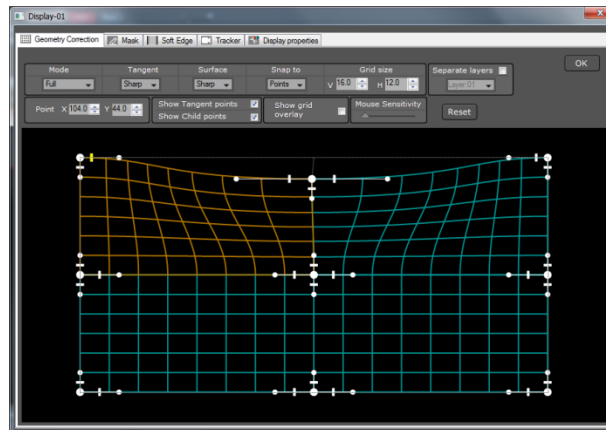 Display-01
Geometry Correction Mask Soft Edge Tracker Display properties
OK
Mode Tangent Surface Snap to Grid size Separate layers
Full Sharp Sharp Points V 16.0 H 12.0 Layer:01
Point X 104.0 Y 44.0 Show Tangent points Show grid overlay Mouse Sensitivity Reset
Show Child points